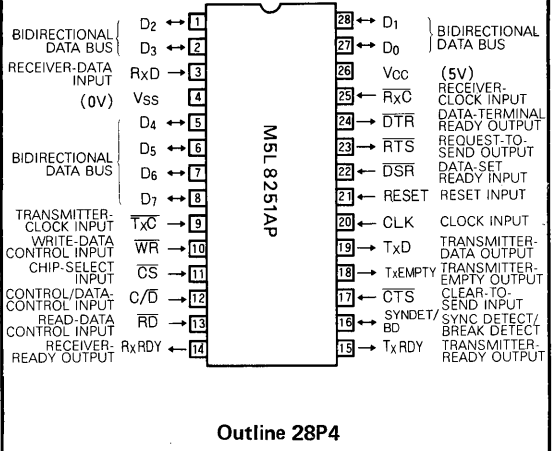 BIDIRECTIONAL
DATA BUS
D2 1
D3 2
RECEIVER-DATA
INPUT
RxD 3
(0V) VSS 4
D4 5
D5 6
BIDIRECTIONAL
DATA BUS
D6 7
D7 8
TRANSMITTER-
CLOCK INPUT
TxC 9
WRITE-DATA
CONTROL INPUT
WR 10
CHIP-SELECT
INPUT
CS 11
CONTROL/DATA-
CONTROL INPUT
C/D 12
READ-DATA
CONTROL INPUT
RD 13
RECEIVER-
READY OUTPUT
RxRDY 14
M5L8251AP
28 D1
27 D0
BIDIRECTIONAL
DATA BUS
26 VCC (5V)
25 RxC
RECEIVER-
CLOCK INPUT
24 DTR
DATA-TERMINAL
READY OUTPUT
23 RTS
REQUEST-TO-
SEND OUTPUT
22 DSR
DATA-SET
READY INPUT
21 RESET RESET INPUT
20 CLK CLOCK INPUT
19 TxD
TRANSMITTER-
DATA OUTPUT
18 TxEMPTY
TRANSMITTER-
EMPTY OUTPUT
17 CTS
CLEAR-TO-
SEND INPUT
16 SYNDET/
BD
SYNC DETECT/
BREAK DETECT
15 TxRDY
TRANSMITTER-
READY OUTPUT
Outline 28P4